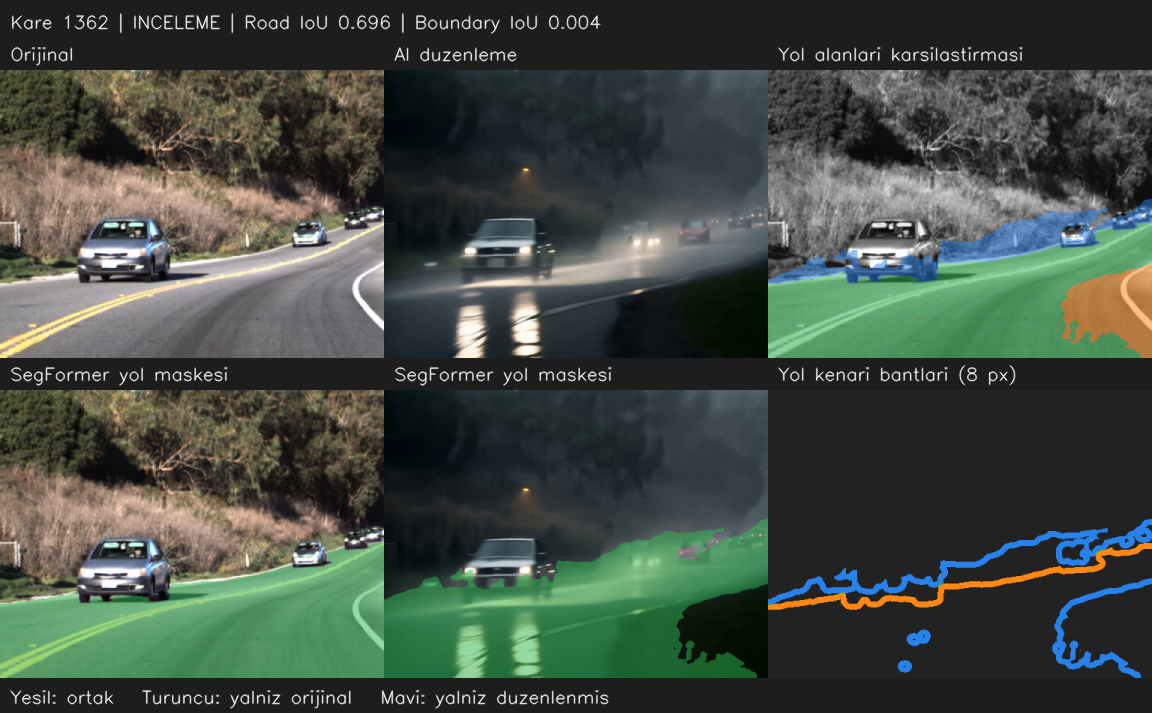 Kare 1362 | INCELEME | Road IoU 0.696 | Boundary IoU 0.004
Orijinal
AI duzenleme
Yol alanlari karsilastirmasi
SegFormer yol maskesi
SegFormer yol maskesi
Yol kenari bantlari (8 px)
Yesil: ortak
Turuncu: yalniz orijinal
Mavi: yalniz duzenlenmis